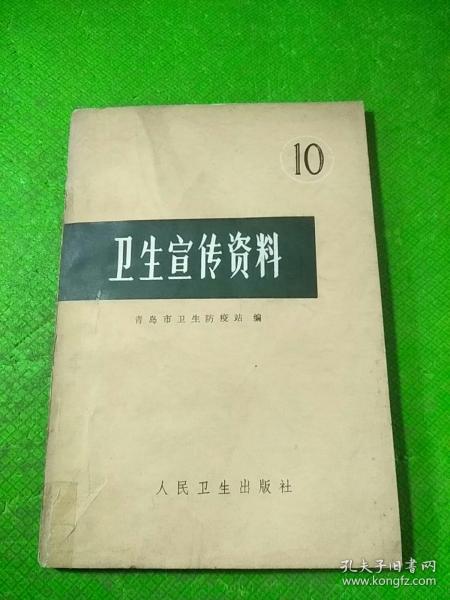 10
卫生宣传资料
青岛市卫生防疫站 编
人民卫生出版社
孔夫子旧书网
www.kongfz.com